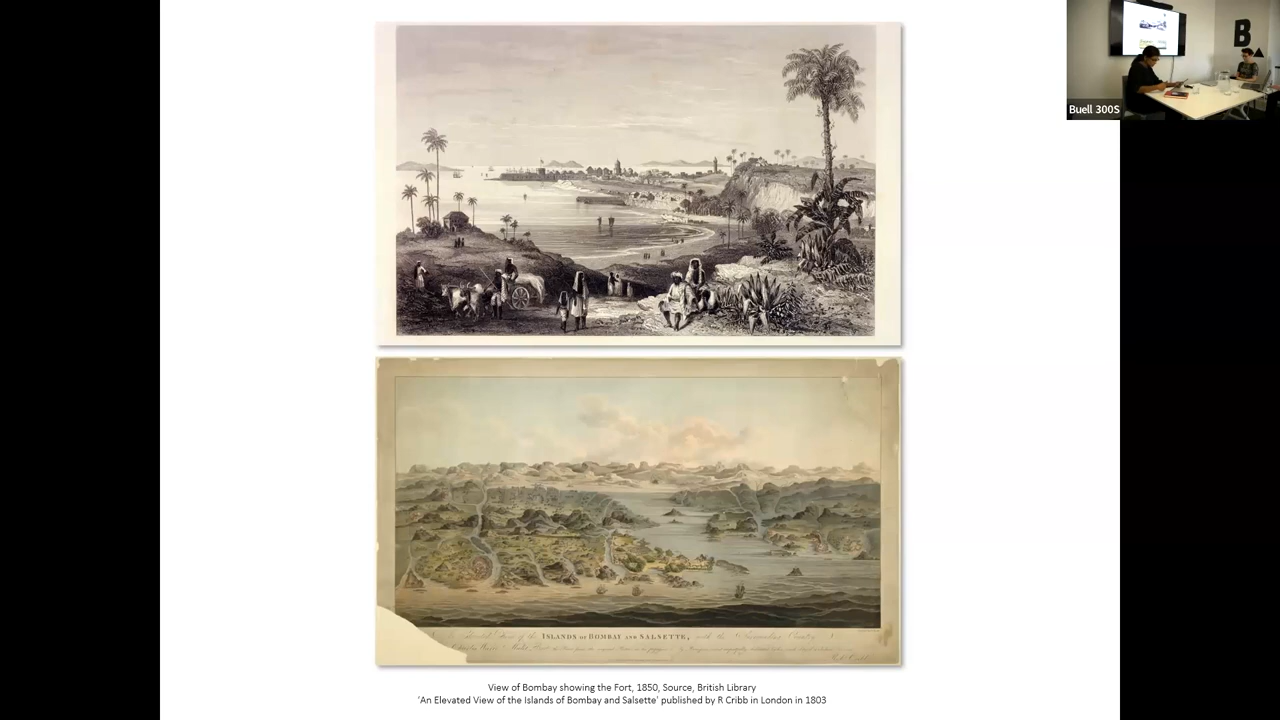 B
Buell 300S
ISLANDS OF BOMBAY AND SALSETTE,
View of Bombay showing the Fort, 1850, Source, British Library
‘An Elevated View of the Islands of Bombay and Salsette’ published by R Cribb in London in 1803